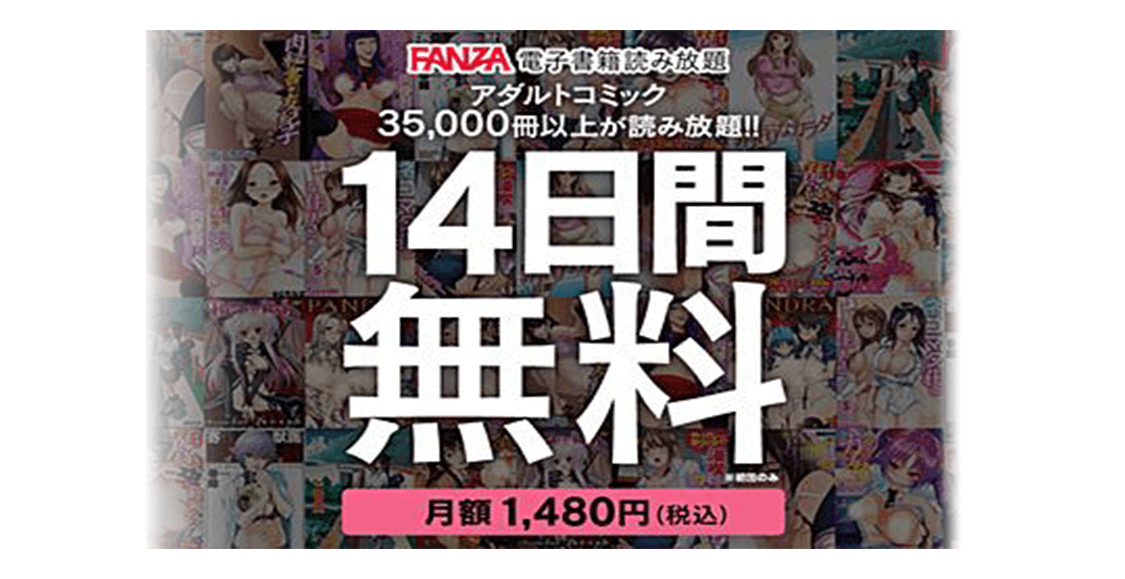 FANZA 電子書籍読み放題
アダルトコミック
35,000冊以上が読み放題!!
14日間
無料
※初回のみ
月額 1,480円(税込)
PANDRA